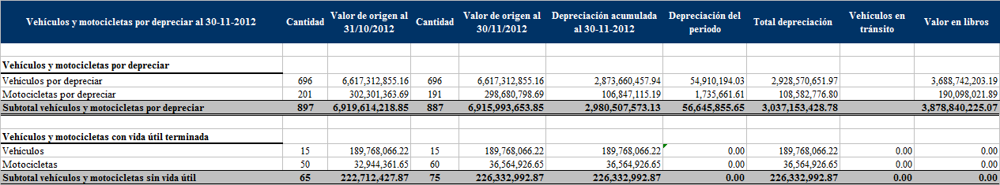 Vehículos y motocicletas por depreciar al 30-11-2012 Cantidad Valor de origen al 31/10/2012 Cantidad Valor de origen al 30/11/2012 Depreciación acumulada al 30-11-2012 Depreciación del periodo Total depreciación Vehículos en tránsito Valor en libros
Vehículos y motocicletas por depreciar
Vehículos por depreciar 696 6,617,312,855.16 696 6,617,312,855.16 2,873,660,457.94 54,910,194.03 2,928,570,651.97 3,688,742,203.19
Motocicletas por depreciar 201 302,301,363.69 191 298,680,798.69 106,847,115.19 1,735,661.61 108,582,776.80 190,098,021.89
Subtotal vehículos y motocicletas por depreciar 897 6,919,614,218.85 887 6,915,993,653.85 2,980,507,573.13 56,645,855.65 3,037,153,428.78 3,878,840,225.07
Vehículos y motocicletas con vida útil terminada
Vehículos 15 189,768,066.22 15 189,768,066.22 189,768,066.22 0.00 189,768,066.22 0.00 0.00
Motocicletas 50 32,944,361.65 60 36,564,926.65 36,564,926.65 0.00 36,564,926.65 0.00 0.00
Subtotal vehículos y motocicletas sin vida útil 65 222,712,427.87 75 226,332,992.87 226,332,992.87 0.00 226,332,992.87 0.00 0.00